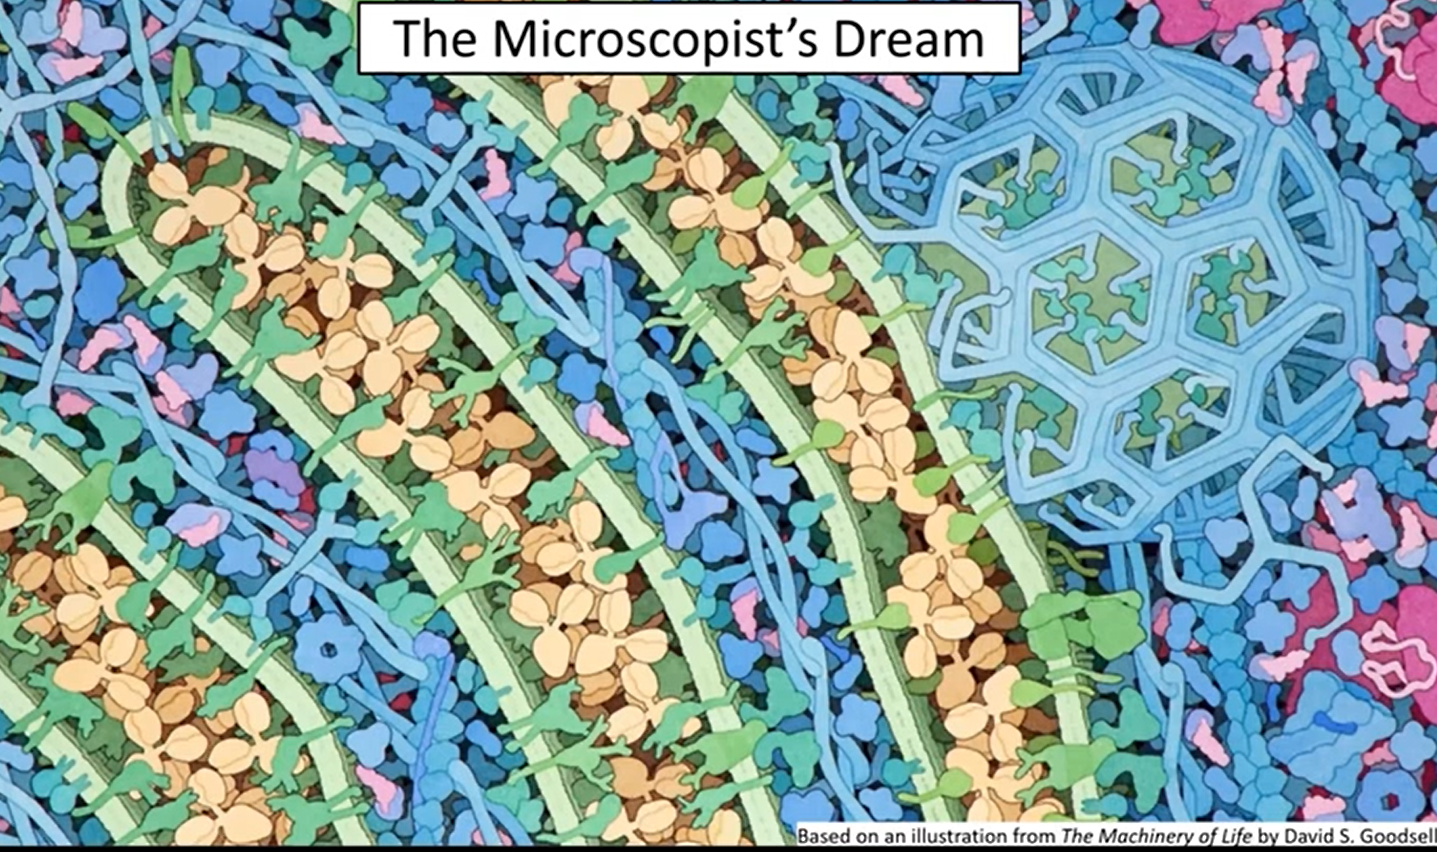 The Microscopist’s Dream
Based on an illustration from The Machinery of Life by David S. Goodsell